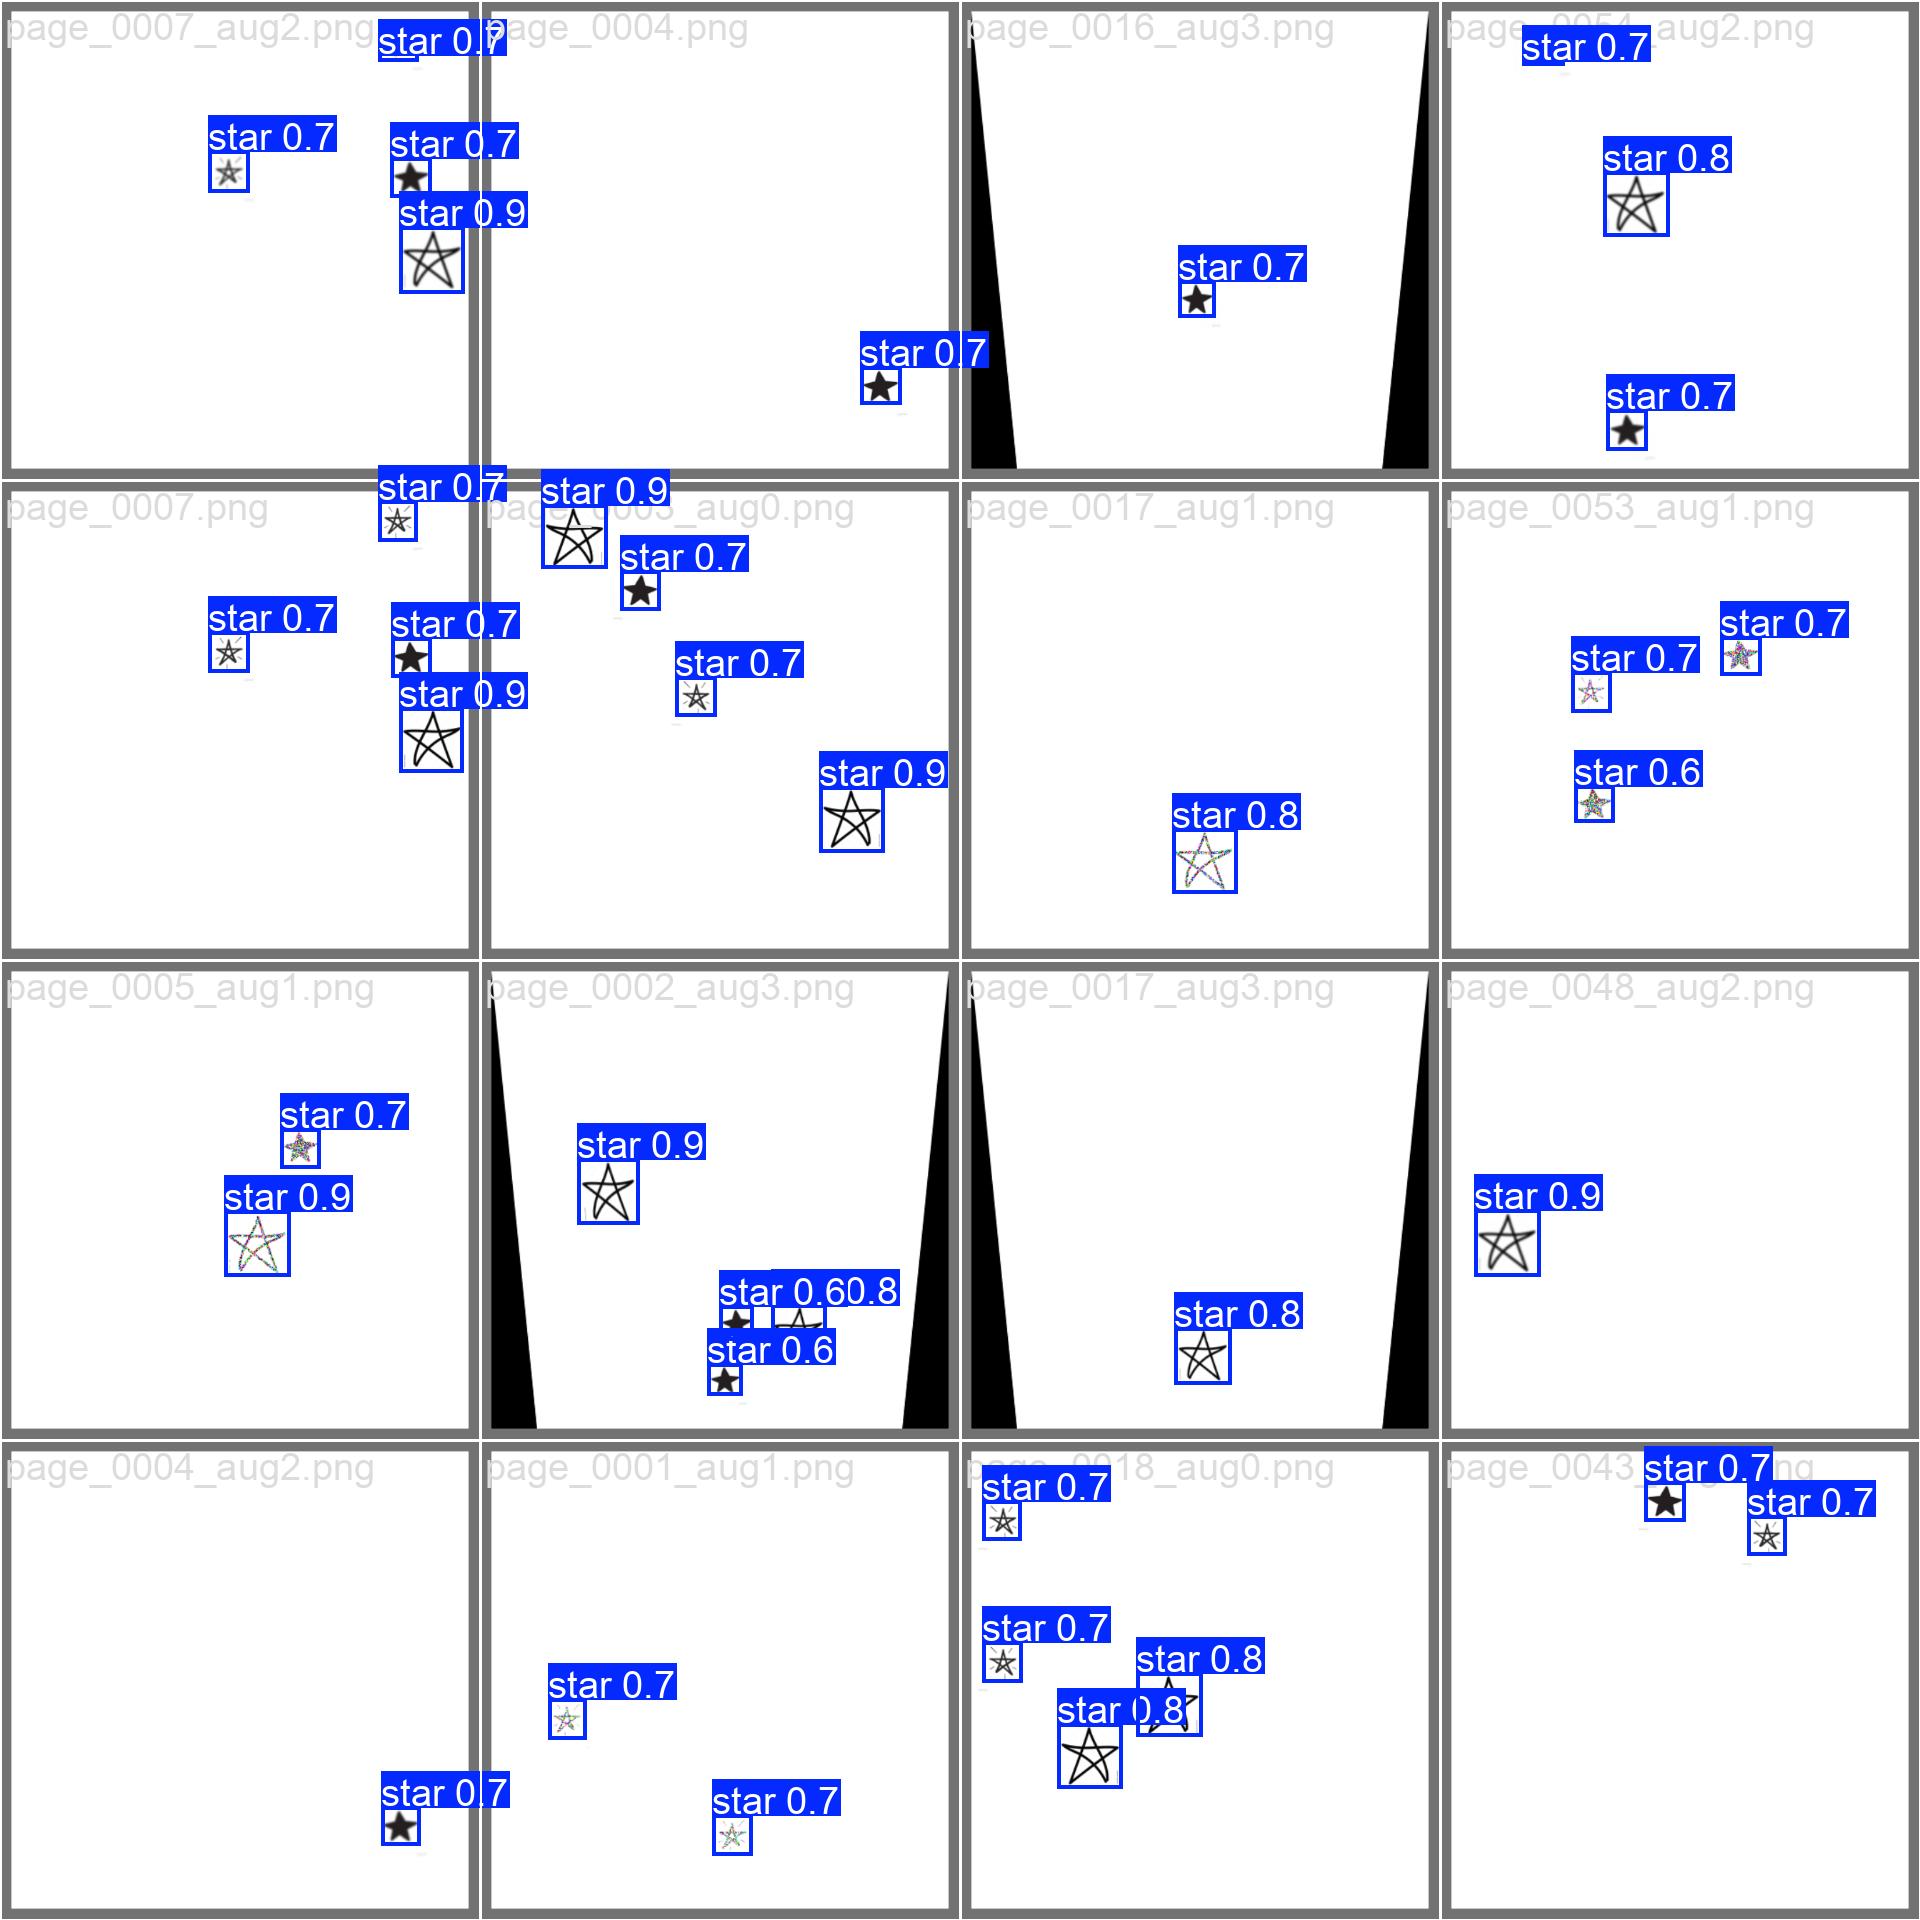 page_0007_aug2.png
star 0.7
star 0.7
star 0.7
star 0.9
page_0004.png
star 0.7
page_0016_aug3.png
star 0.7
page_0054_aug2.png
star 0.7
star 0.8
star 0.7
page_0007.png
star 0.7
star 0.7
star 0.7
star 0.9
aug0.png
star 0.9
star 0.7
star 0.7
star 0.9
page_0017_aug1.png
star 0.8
page_0053_aug1.png
star 0.7
star 0.7
star 0.6
page_0005_aug1.png
star 0.7
star 0.9
page_0002_aug3.png
star 0.9
star 0.6
0.8
star 0.6
page_0017_aug3.png
star 0.8
page_0048_aug2.png
star 0.9
page_0004_aug2.png
star 0.7
page_0001_aug1.png
star 0.7
star 0.7
0018_aug0.png
star 0.7
star 0.7
star 0.8
star 0.8
page_0043
star 0.7
star 0.7